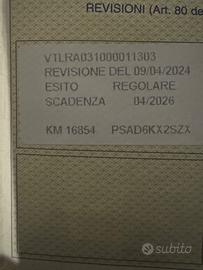 REVISIONI (Art. 80 de
VTLRA031000011303
REVISIONE DEL 09/04/2024
ESITO REGOLARE
SCADENZA 04/2026
KM 16854 PSAD6KX2SZX
subito